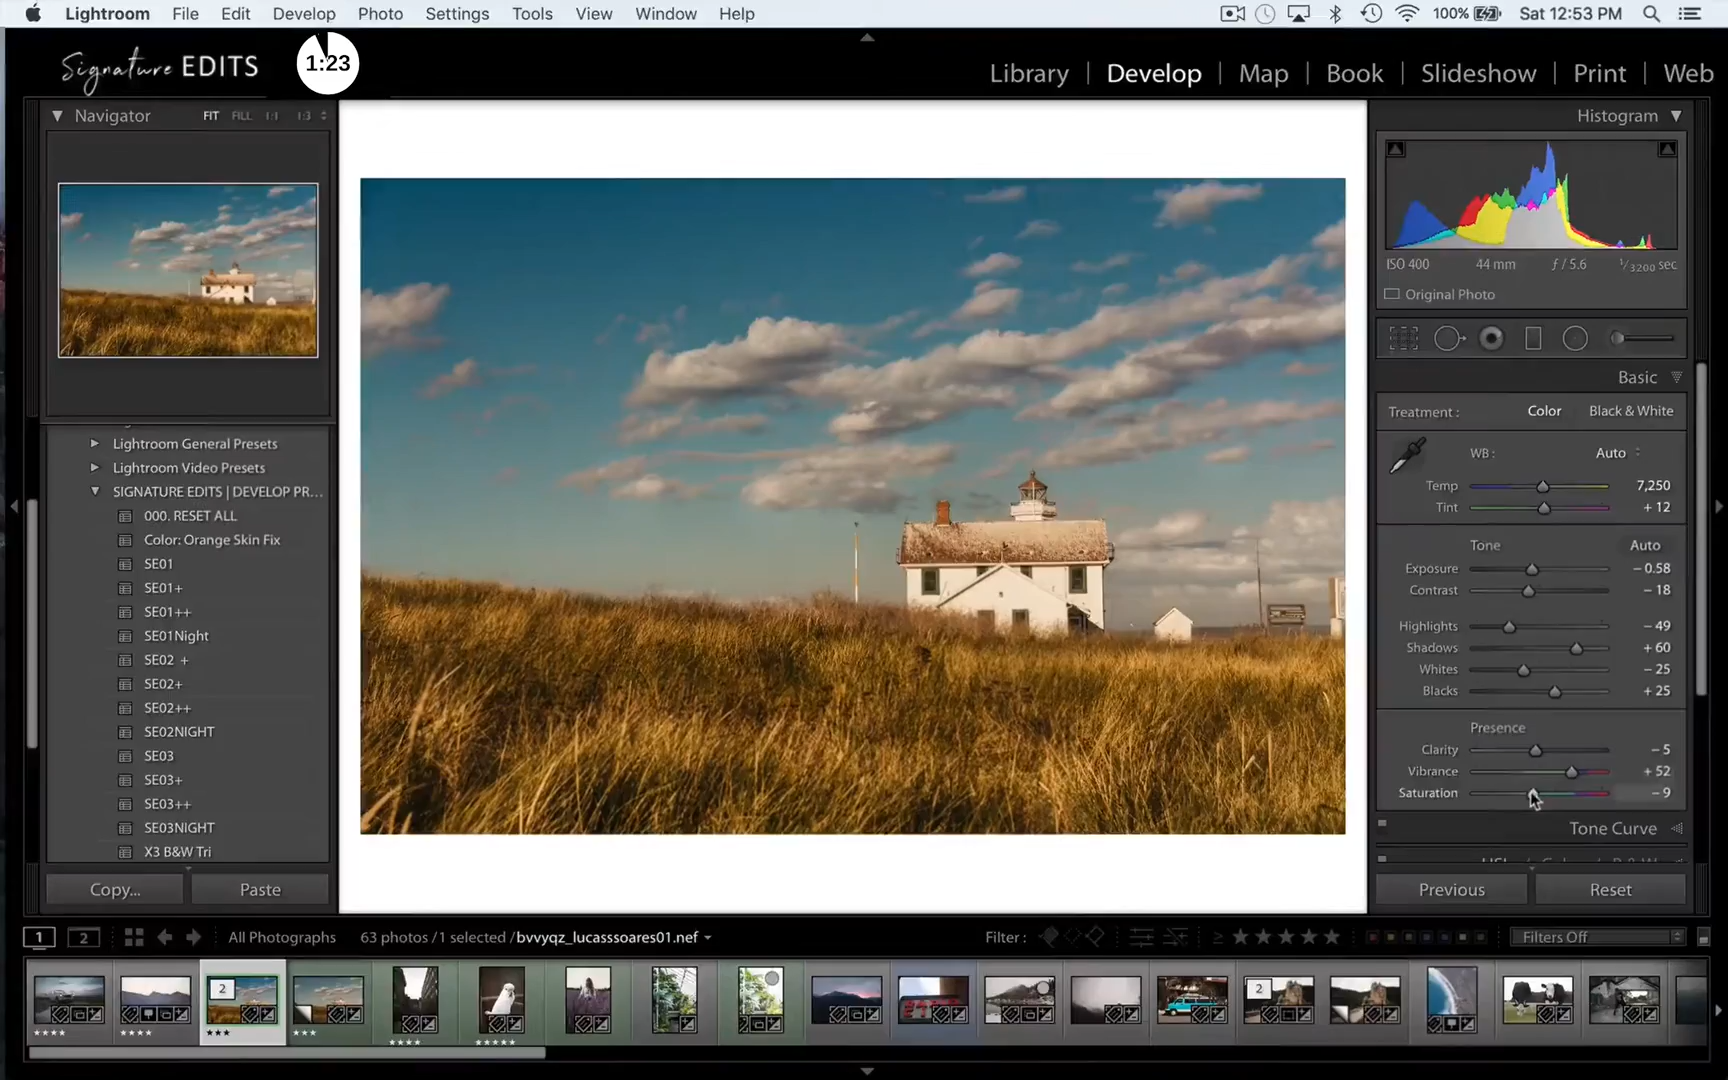 Lightroom File Edit Develop Photo Settings Tools View Window Help
100% Sat 12:53 PM
Signature EDITS
1:23
Library | Develop | Map | Book | Slideshow | Print | Web
Navigator FIT FILL 1:1 1:3
Lightroom General Presets
Lightroom Video Presets
SIGNATURE EDITS | DEVELOP PR...
000. RESET ALL
Color: Orange Skin Fix
SE01
SE01+
SE01++
SE01Night
SE02 +
SE02+
SE02++
SE02NIGHT
SE03
SE03+
SE03++
SE03NIGHT
X3 B&W Tri
Copy... Paste
Histogram
ISO 400 44 mm ƒ / 5.6 1/3200 sec
Original Photo
Basic
Treatment : Color Black & White
WB : Auto
Temp 7,250
Tint + 12
Tone Auto
Exposure − 0.58
Contrast − 18
Highlights − 49
Shadows + 60
Whites − 25
Blacks + 25
Presence
Clarity − 5
Vibrance + 52
Saturation − 9
Tone Curve
Previous Reset
1 2 All Photographs 63 photos / 1 selected / bvvyqz_lucasssoares01.nef Filter : ≥ ★★★★★ Filters Off
2 2
★★★★ ★★★★ ★★★ ★★★ ★★★★ ★★★★★